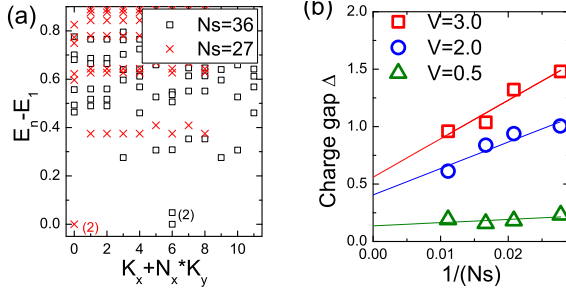 (a)
Ns=36
Ns=27
E_n-E_1
0.8
0.6
0.4
0.2
0.0
(2)
(2)
0 2 4 6 8 10
K_x+N_x*K_y
(b)
V=3.0
V=2.0
V=0.5
Charge gap Δ
2.0
1.5
1.0
0.5
0.0
0.00 0.01 0.02
1/(Ns)